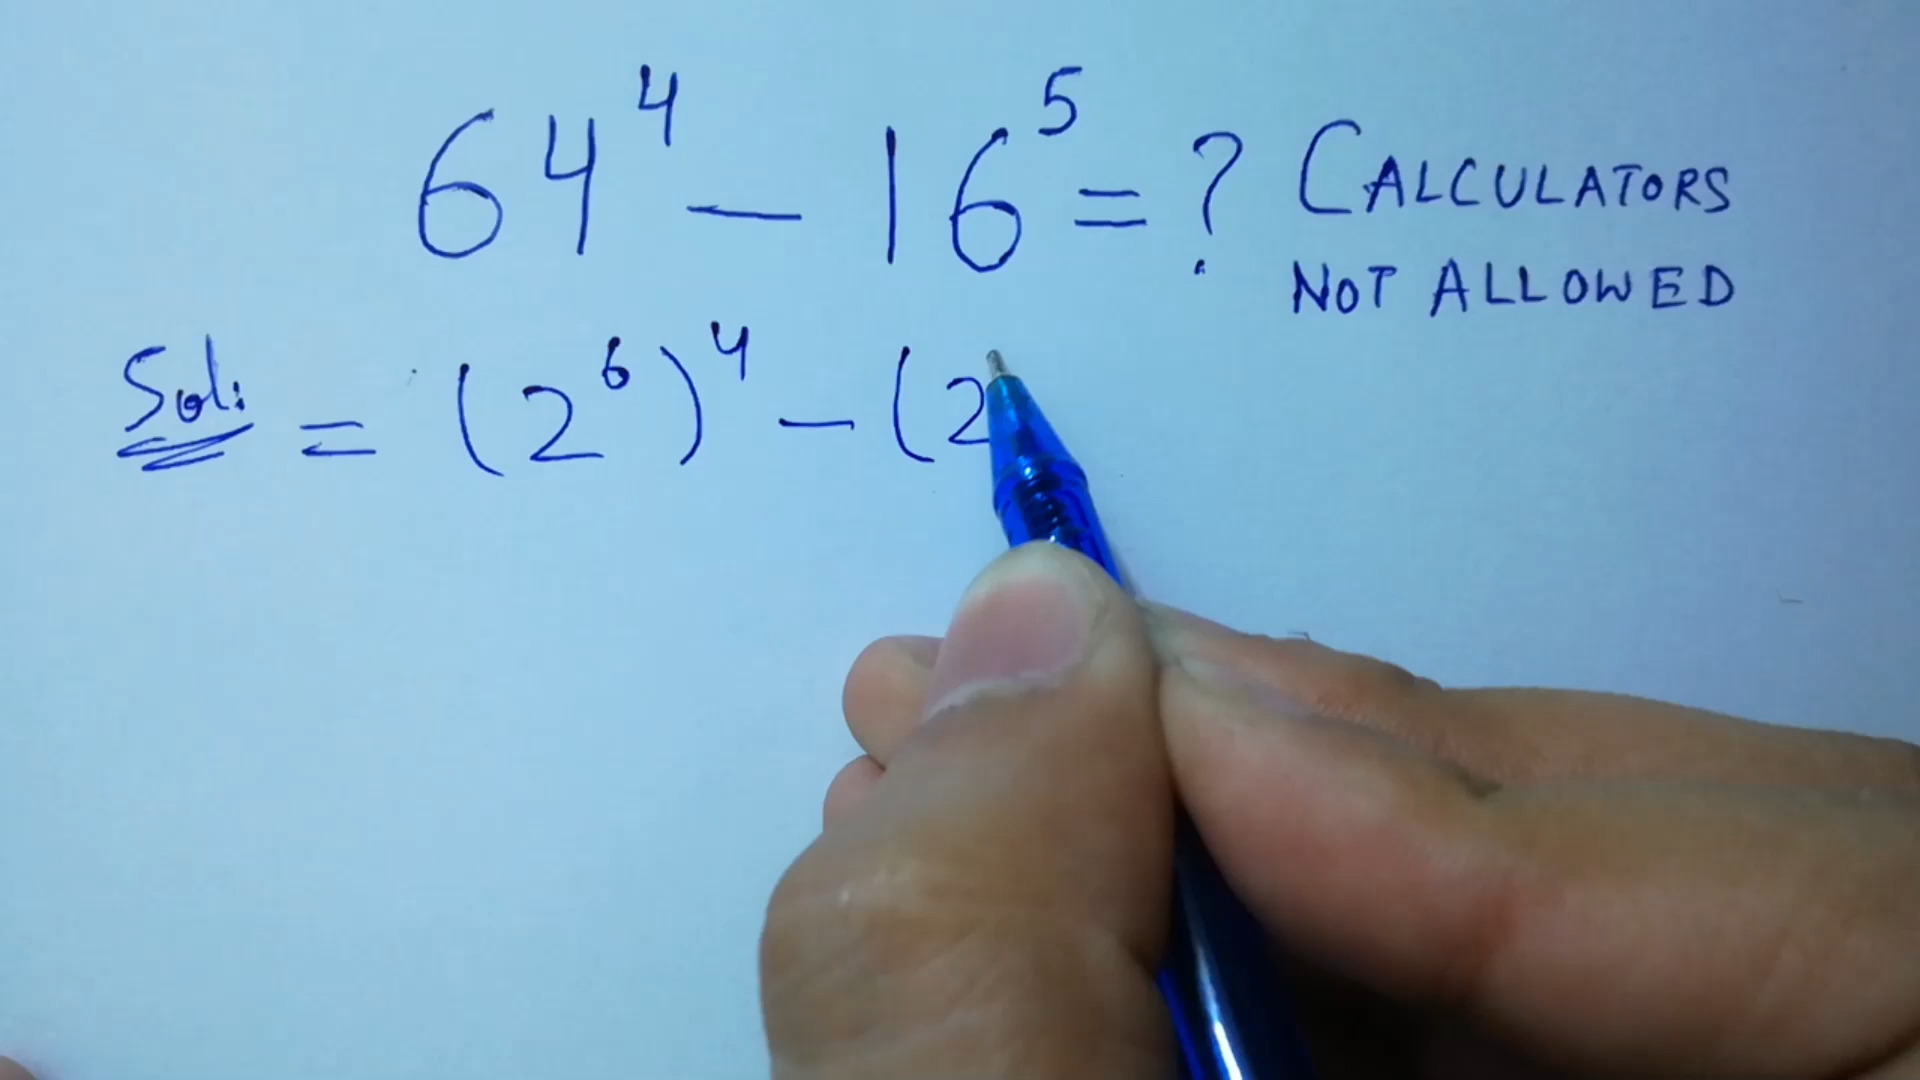 64⁴ - 16⁵ = ? CALCULATORS
NOT ALLOWED
Sol: = (2⁶)⁴ - (2